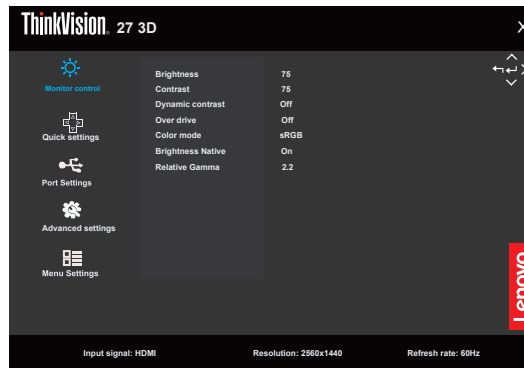 ThinkVision. 27 3D
Monitor control
Quick settings
Port Settings
Advanced settings
Menu Settings
Brightness 75
Contrast 75
Dynamic contrast Off
Over drive Off
Color mode sRGB
Brightness Native On
Relative Gamma 2.2
Lenovo
Input signal: HDMI Resolution: 2560x1440 Refresh rate: 60Hz